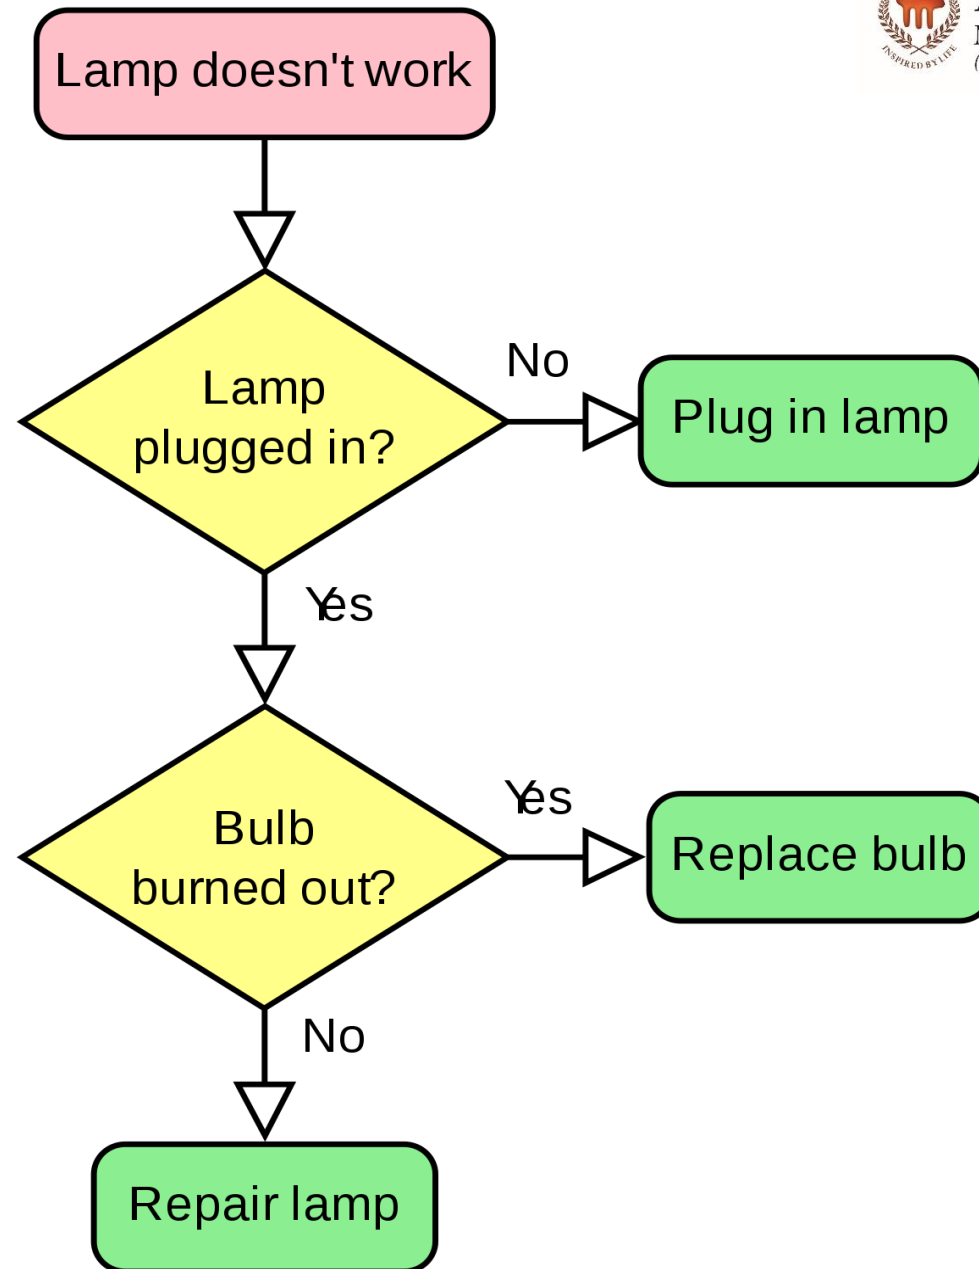 INSPIRED BY LIFE
Lamp doesn't work
Lamp
plugged in?
No
Plug in lamp
Yes
Bulb
burned out?
Yes
Replace bulb
No
Repair lamp